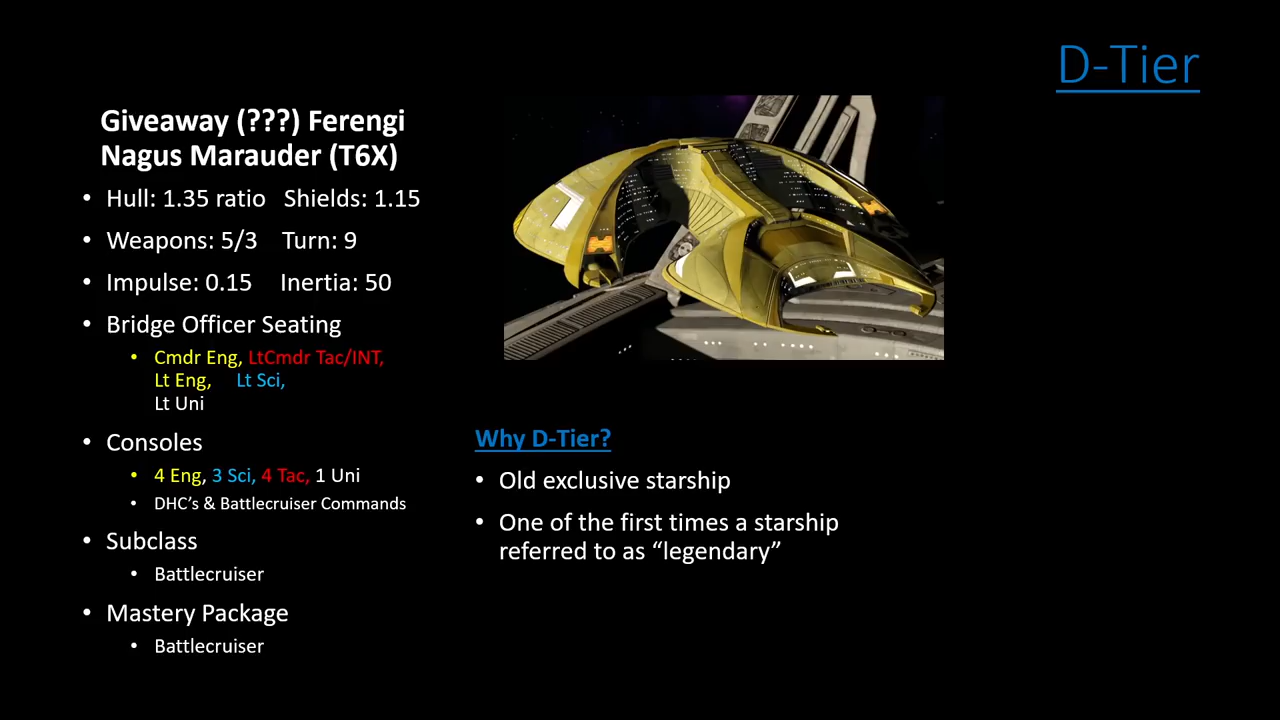 D-Tier
Giveaway (???) Ferengi
Nagus Marauder (T6X)
• Hull: 1.35 ratio Shields: 1.15
• Weapons: 5/3 Turn: 9
• Impulse: 0.15 Inertia: 50
• Bridge Officer Seating
• Cmdr Eng, LtCmdr Tac/INT,
Lt Eng, Lt Sci,
Lt Uni
• Consoles
• 4 Eng, 3 Sci, 4 Tac, 1 Uni
• DHC's & Battlecruiser Commands
• Subclass
• Battlecruiser
• Mastery Package
• Battlecruiser
Why D-Tier?
• Old exclusive starship
• One of the first times a starship
referred to as “legendary”